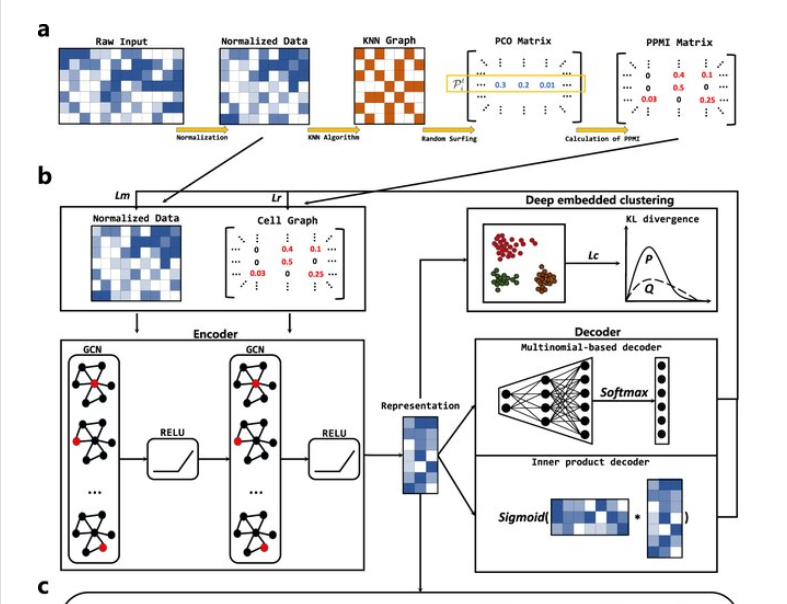 a
Raw Input
Normalized Data
KNN Graph
PCO Matrix
PPMI Matrix
... 0.3 0.2 0.01 ...
... 0 0.4 0.1 ...
... 0 0.5 0 ...
... 0.03 0 0.25 ...
Normalization
KNN Algorithm
Random Surfing
Calculation of PPMI
b
Lm
Lr
Normalized Data
Cell Graph
... 0 0.4 0.1 ...
... 0 0.5 0 ...
... 0.03 0 0.25 ...
Deep embedded clustering
KL divergence
Lc
P
Q
Encoder
GCN
GCN
RELU
RELU
...
...
Representation
Decoder
Multinomial-based decoder
Softmax
Inner product decoder
Sigmoid( * )
c